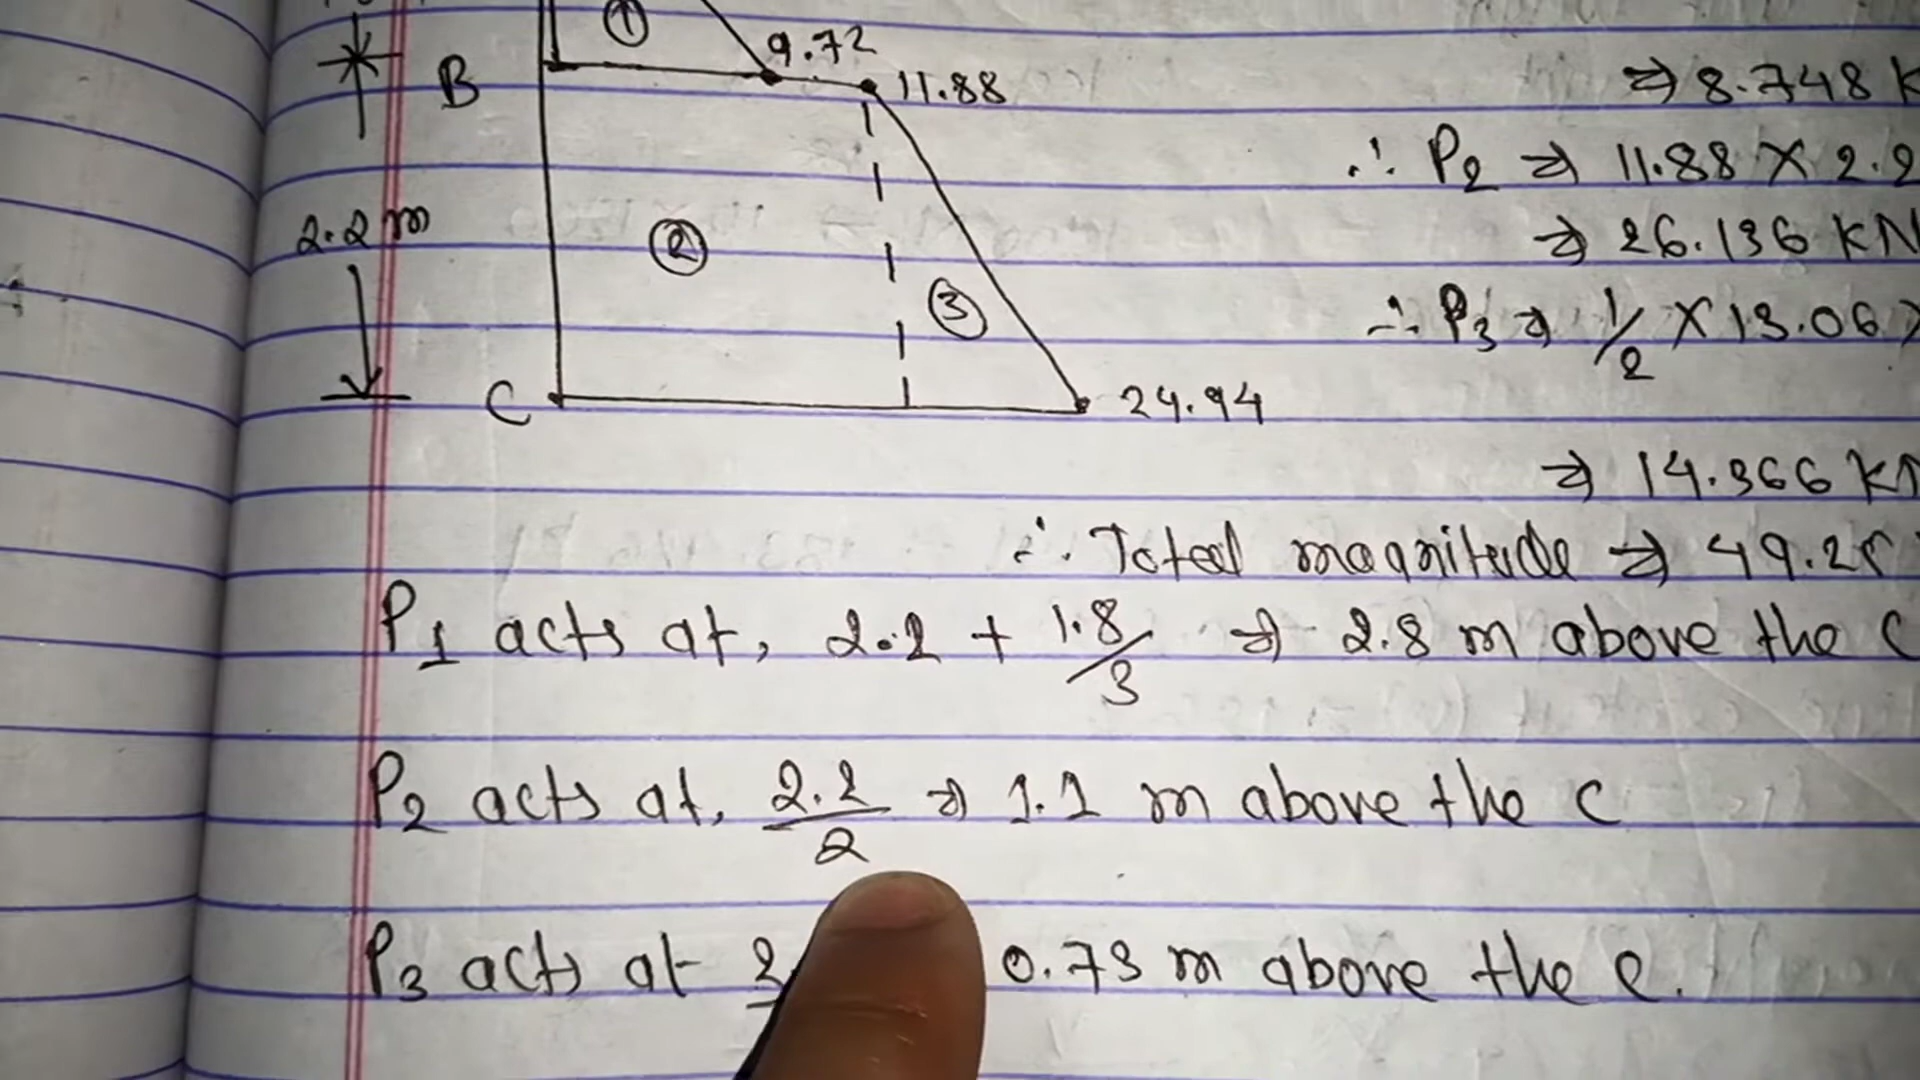 ①
9.72
B
11.88
⇒ 8.748 K
∴ P2 ⇒ 11.88 X 2.2
2.2 m
②
⇒ 26.136 KN
③
∴ P3 ⇒ 1/2 X 13.06 X
C
24.94
⇒ 14.366 KN
∴ Total magnitude ⇒ 49.25
P1 acts at, 2.2 + 1.8/3 ⇒ 2.8 m above the C
P2 acts at, 2.2/2 ⇒ 1.1 m above the C
P3 acts at 2 0.73 m above the C.